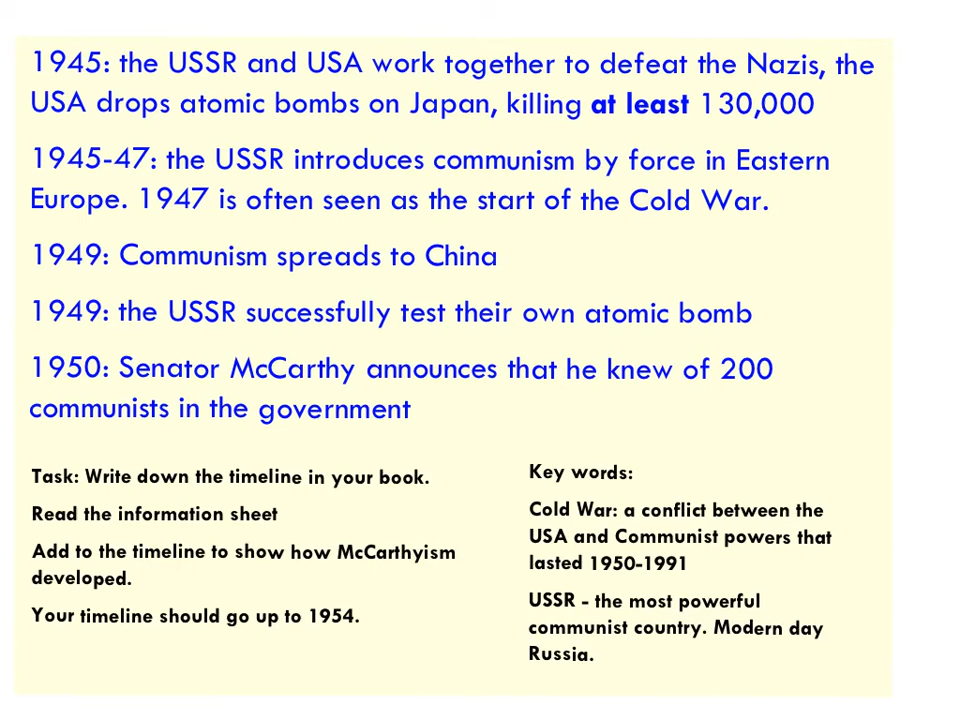 1945: the USSR and USA work together to defeat the Nazis, the
USA drops atomic bombs on Japan, killing at least 130,000
1945-47: the USSR introduces communism by force in Eastern
Europe. 1947 is often seen as the start of the Cold War.
1949: Communism spreads to China
1949: the USSR successfully test their own atomic bomb
1950: Senator McCarthy announces that he knew of 200
communists in the government
Task: Write down the timeline in your book.
Read the information sheet
Add to the timeline to show how McCarthyism
developed.
Your timeline should go up to 1954.
Key words:
Cold War: a conflict between the
USA and Communist powers that
lasted 1950-1991
USSR - the most powerful
communist country. Modern day
Russia.